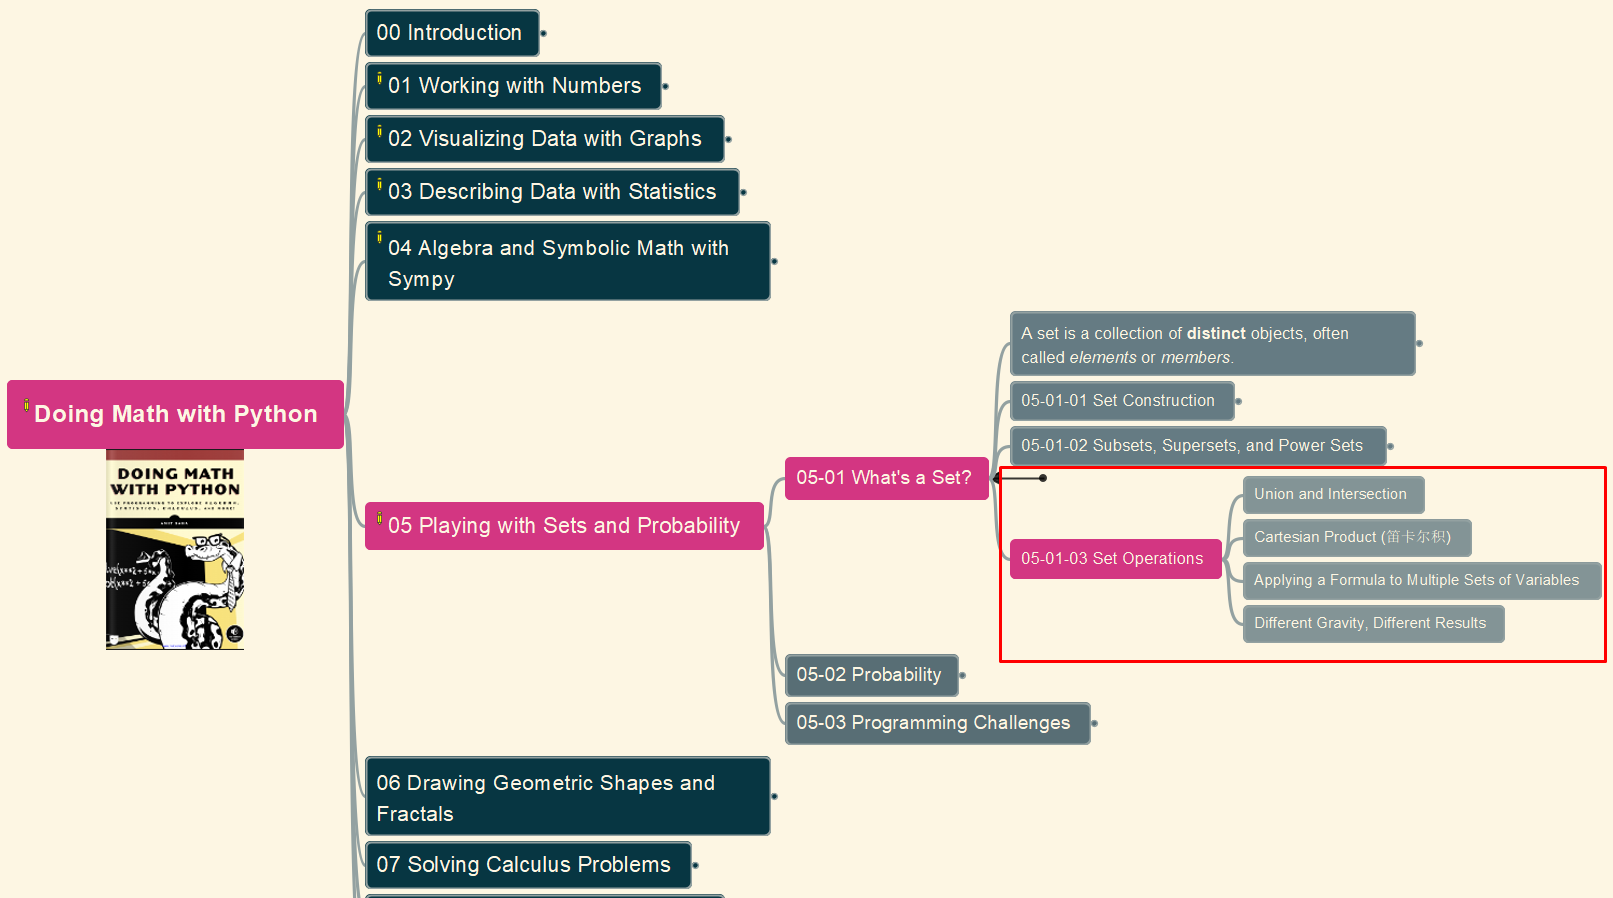 00 Introduction
01 Working with Numbers
02 Visualizing Data with Graphs
03 Describing Data with Statistics
04 Algebra and Symbolic Math with
Sympy
A set is a collection of distinct objects, often
called elements or members.
05-01-01 Set Construction
05-01-02 Subsets, Supersets, and Power Sets
Doing Math with Python
DOING MATH
WITH PYTHON
05-01 What's a Set?
05 Playing with Sets and Probability
05-01-03 Set Operations
Union and Intersection
Cartesian Product (笛卡尔积)
Applying a Formula to Multiple Sets of Variables
Different Gravity, Different Results
05-02 Probability
05-03 Programming Challenges
06 Drawing Geometric Shapes and
Fractals
07 Solving Calculus Problems